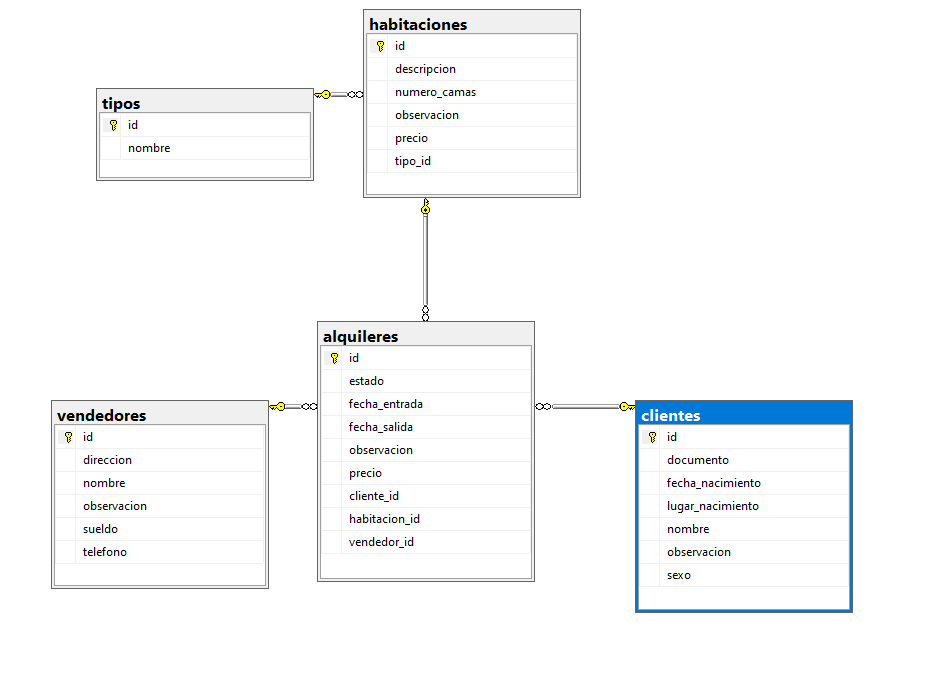 habitaciones
id
descripcion
numero_camas
observacion
precio
tipo_id
tipos
id
nombre
alquileres
id
estado
fecha_entrada
fecha_salida
observacion
precio
cliente_id
habitacion_id
vendedor_id
vendedores
id
direccion
nombre
observacion
sueldo
telefono
clientes
id
documento
fecha_nacimiento
lugar_nacimiento
nombre
observacion
sexo